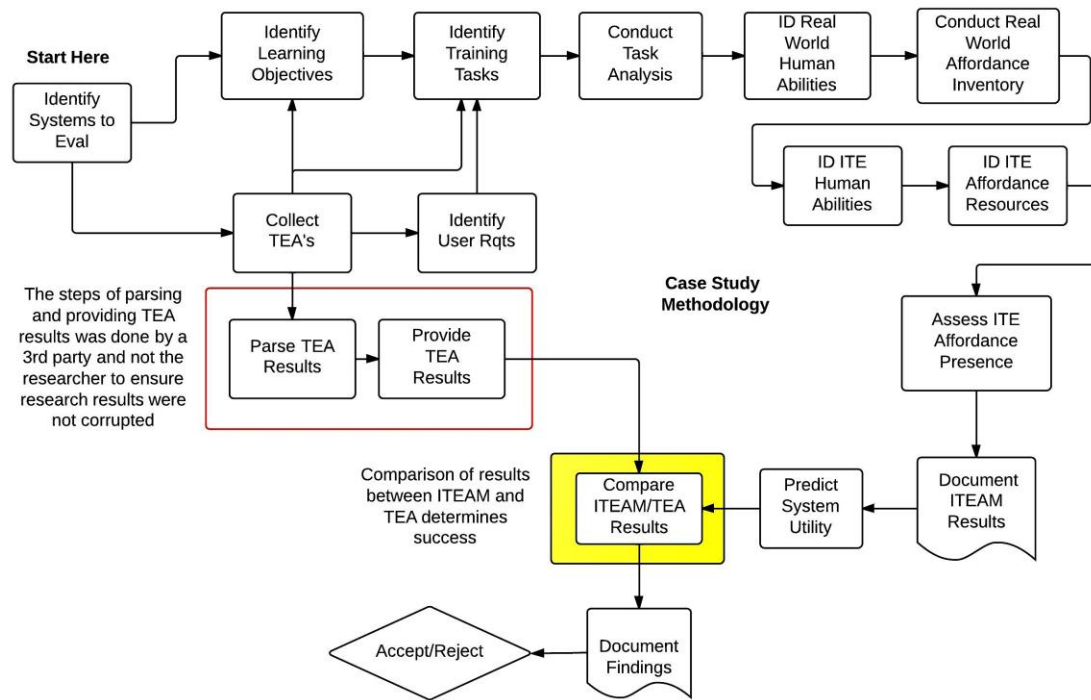 Start Here
Identify
Systems to
Eval
Identify
Learning
Objectives
Identify
Training
Tasks
Conduct
Task
Analysis
ID Real
World
Human
Abilities
Conduct Real
World
Affordance
Inventory
ID ITE
Human
Abilities
ID ITE
Affordance
Resources
Collect
TEA's
Identify
User Rqts
Case Study
Methodology
The steps of parsing
and providing TEA
results was done by a
3rd party and not the
researcher to ensure
research results were
not corrupted
Parse TEA
Results
Provide
TEA
Results
Assess ITE
Affordance
Presence
Comparison of results
between ITEAM and
TEA determines
success
Compare
ITEAM/TEA
Results
Predict
System
Utility
Document
ITEAM
Results
Accept/Reject
Document
Findings